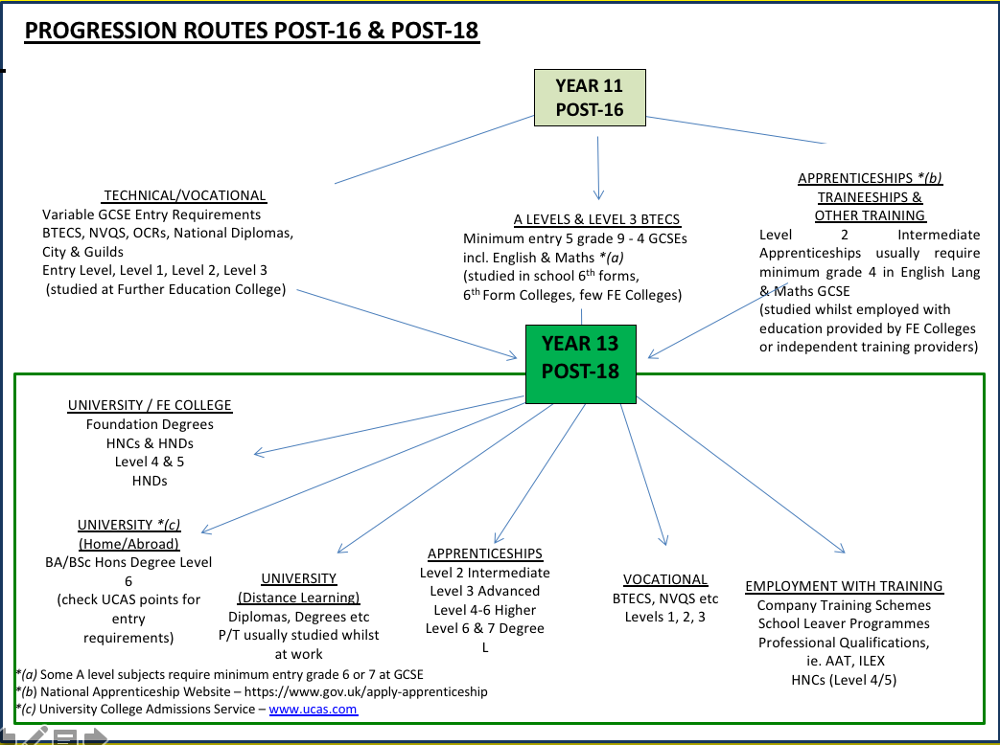 PROGRESSION ROUTES POST-16 & POST-18
YEAR 11
POST-16
TECHNICAL/VOCATIONAL
Variable GCSE Entry Requirements
BTECS, NVQS, OCRs, National Diplomas,
City & Guilds
Entry Level, Level 1, Level 2, Level 3
(studied at Further Education College)
A LEVELS & LEVEL 3 BTECS
Minimum entry 5 grade 9 - 4 GCSEs
incl. English & Maths *(a)
(studied in school 6th forms,
6th Form Colleges, few FE Colleges)
APPRENTICESHIPS *(b)
TRAINEESHIPS &
OTHER TRAINING
Level 2 Intermediate
Apprenticeships usually require
minimum grade 4 in English Lang
& Maths GCSE
(studied whilst employed with
education provided by FE Colleges
or independent training providers)
YEAR 13
POST-18
UNIVERSITY / FE COLLEGE
Foundation Degrees
HNCs & HNDs
Level 4 & 5
HNDs
UNIVERSITY *(c)
(Home/Abroad)
BA/BSc Hons Degree Level
6
(check UCAS points for
entry
requirements)
UNIVERSITY
(Distance Learning)
Diplomas, Degrees etc
P/T usually studied whilst
at work
APPRENTICESHIPS
Level 2 Intermediate
Level 3 Advanced
Level 4-6 Higher
Level 6 & 7 Degree
L
VOCATIONAL
BTECS, NVQS etc
Levels 1, 2, 3
EMPLOYMENT WITH TRAINING
Company Training Schemes
School Leaver Programmes
Professional Qualifications,
ie. AAT, ILEX
HNCs (Level 4/5)
*(a) Some A level subjects require minimum entry grade 6 or 7 at GCSE
*(b) National Apprenticeship Website – https://www.gov.uk/apply-apprenticeship
*(c) University College Admissions Service – www.ucas.com